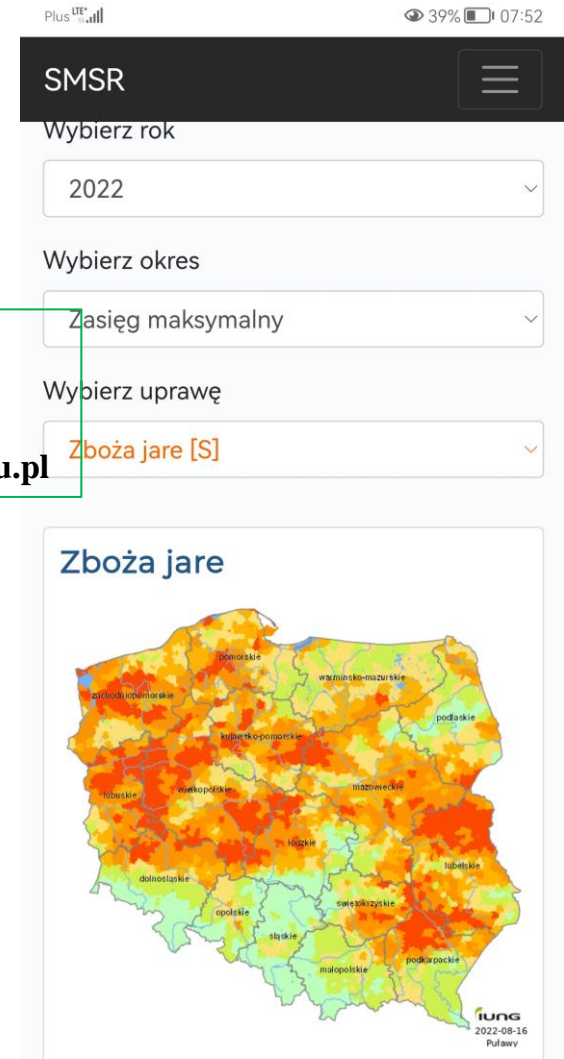 Plus LTE+ 39% 07:52
SMSR
Wybierz rok
2022
Wybierz okres
Zasięg maksymalny
Wybierz uprawę
Zboża jare [S]
u.pl
Zboża jare
pomorskie
warmińsko-mazurskie
zachodniopomorskie
podlaskie
kujawsko-pomorskie
lubuskie
wielkopolskie
mazowieckie
łódzkie
lubelskie
dolnośląskie
opolskie
świętokrzyskie
śląskie
małopolskie
podkarpackie
IUNG
2022-08-16
Puławy